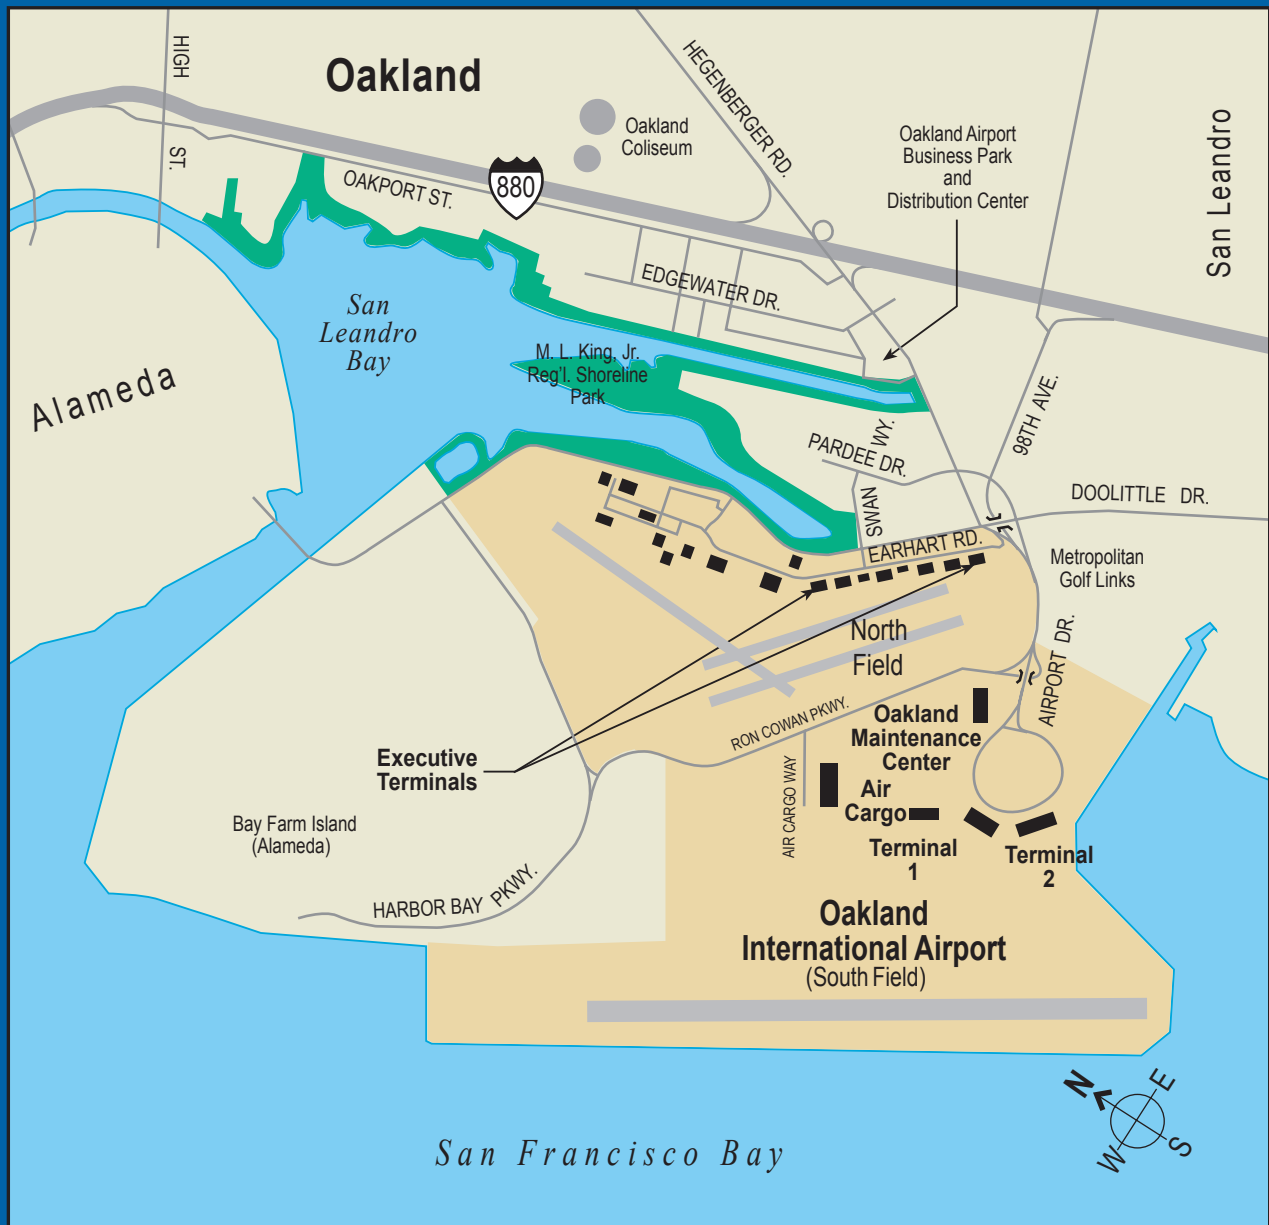 HIGH
ST.
Oakland
Oakland
Coliseum
HEGENBERGER RD.
Oakland Airport
Business Park
and
Distribution Center
San Leandro
OAKPORT ST.
880
EDGEWATER DR.
San
Leandro
Bay
M. L. King, Jr.
Reg'l. Shoreline
Park
Alameda
98TH AVE.
PARDEE DR.
SWAN WY.
DOOLITTLE DR.
EARHART RD.
Metropolitan
Golf Links
North
Field
AIRPORT DR.
RON COWAN PKWY.
Oakland
Maintenance
Center
Executive
Terminals
AIR CARGO WAY
Air
Cargo
Bay Farm Island
(Alameda)
Terminal
1
Terminal
2
HARBOR BAY PKWY.
Oakland
International Airport
(South Field)
N
E
W
S
San Francisco Bay